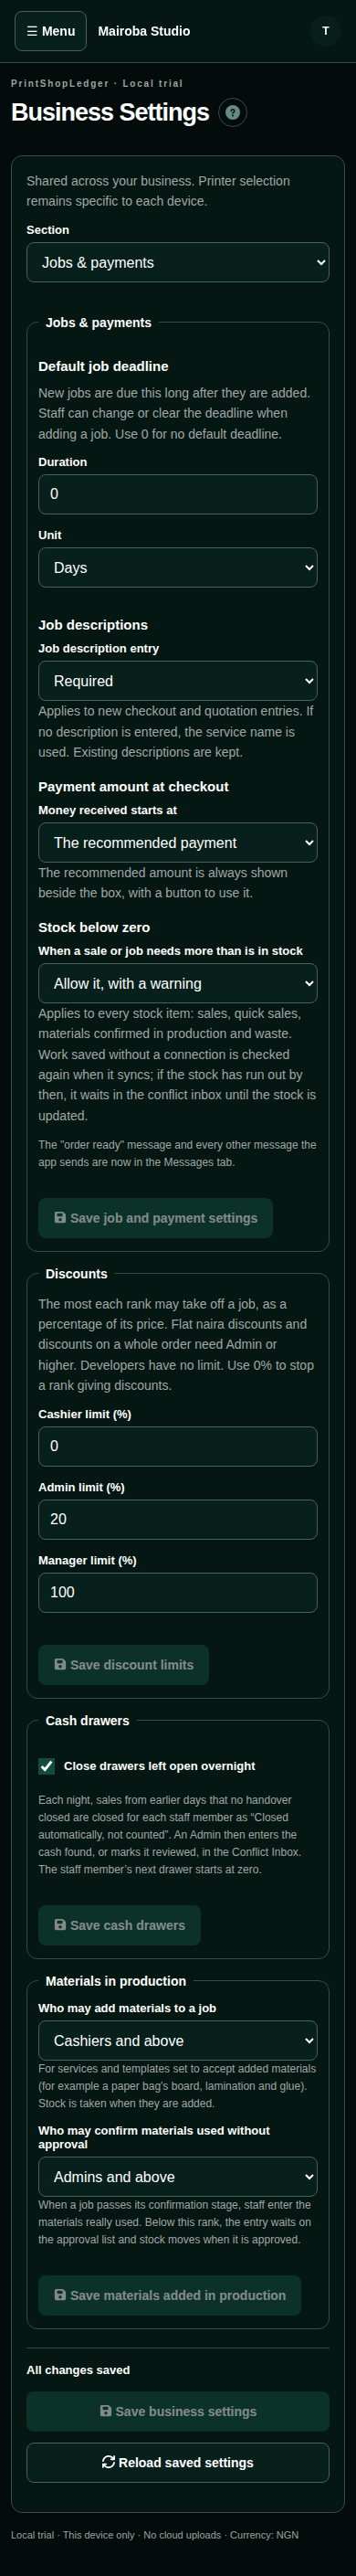 ☰ Menu Mairoba Studio T
PrintShopLedger · Local trial
Business Settings ?
Shared across your business. Printer selection
remains specific to each device.
Section
Jobs & payments
Jobs & payments
Default job deadline
New jobs are due this long after they are added.
Staff can change or clear the deadline when
adding a job. Use 0 for no default deadline.
Duration
0
Unit
Days
Job descriptions
Job description entry
Required
Applies to new checkout and quotation entries. If
no description is entered, the service name is
used. Existing descriptions are kept.
Payment amount at checkout
Money received starts at
The recommended payment
The recommended amount is always shown
beside the box, with a button to use it.
Stock below zero
When a sale or job needs more than is in stock
Allow it, with a warning
Applies to every stock item: sales, quick sales,
materials confirmed in production and waste.
Work saved without a connection is checked
again when it syncs; if the stock has run out by
then, it waits in the conflict inbox until the stock is
updated.
The "order ready" message and every other message the
app sends are now in the Messages tab.
Save job and payment settings
Discounts
The most each rank may take off a job, as a
percentage of its price. Flat naira discounts and
discounts on a whole order need Admin or
higher. Developers have no limit. Use 0% to stop
a rank giving discounts.
Cashier limit (%)
0
Admin limit (%)
20
Manager limit (%)
100
Save discount limits
Cash drawers
Close drawers left open overnight
Each night, sales from earlier days that no handover
closed are closed for each staff member as “Closed
automatically, not counted”. An Admin then enters the
cash found, or marks it reviewed, in the Conflict Inbox.
The staff member’s next drawer starts at zero.
Save cash drawers
Materials in production
Who may add materials to a job
Cashiers and above
For services and templates set to accept added materials
(for example a paper bag's board, lamination and glue).
Stock is taken when they are added.
Who may confirm materials used without
approval
Admins and above
When a job passes its confirmation stage, staff enter the
materials really used. Below this rank, the entry waits on
the approval list and stock moves when it is approved.
Save materials added in production
All changes saved
Save business settings
Reload saved settings
Local trial · This device only · No cloud uploads · Currency: NGN